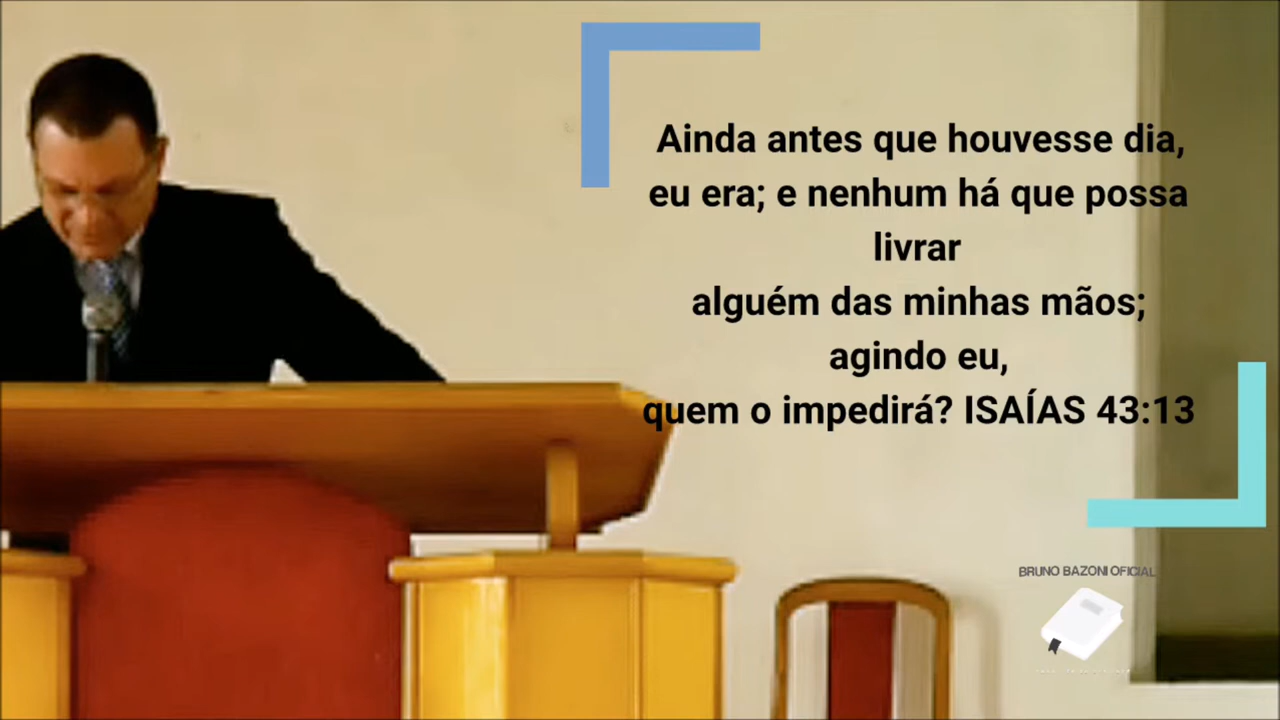 Ainda antes que houvesse dia,
eu era; e nenhum há que possa
livrar
alguém das minhas mãos;
agindo eu,
quem o impedirá? ISAÍAS 43:13
BRUNO BAZONI OFICIAL